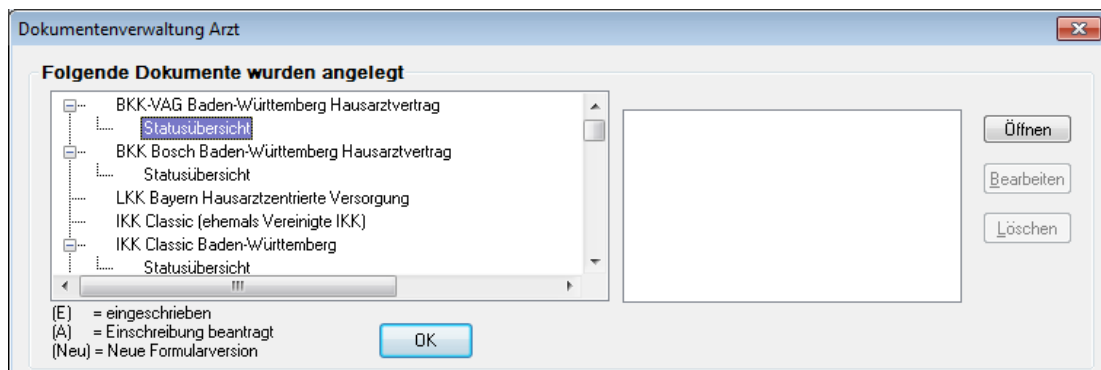 Dokumentenverwaltung Arzt
Folgende Dokumente wurden angelegt
BKK-VAG Baden-Württemberg Hausarztvertrag
Statusübersicht
BKK Bosch Baden-Württemberg Hausarztvertrag
Statusübersicht
LKK Bayern Hausarztzentrierte Versorgung
IKK Classic (ehemals Vereinigte IKK)
IKK Classic Baden-Württemberg
Statusübersicht
Öffnen
Bearbeiten
Löschen
(E) = eingeschrieben
(A) = Einschreibung beantragt
(Neu) = Neue Formularversion
OK